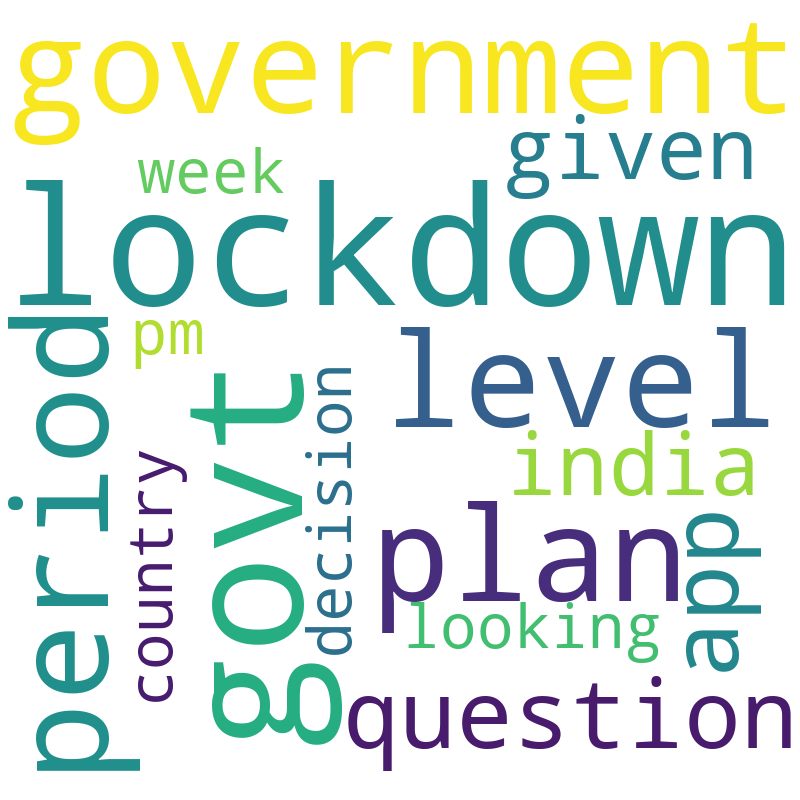 government
given
week
lockdown
period
pm
level
govt
decision
india
country
plan
app
looking
question